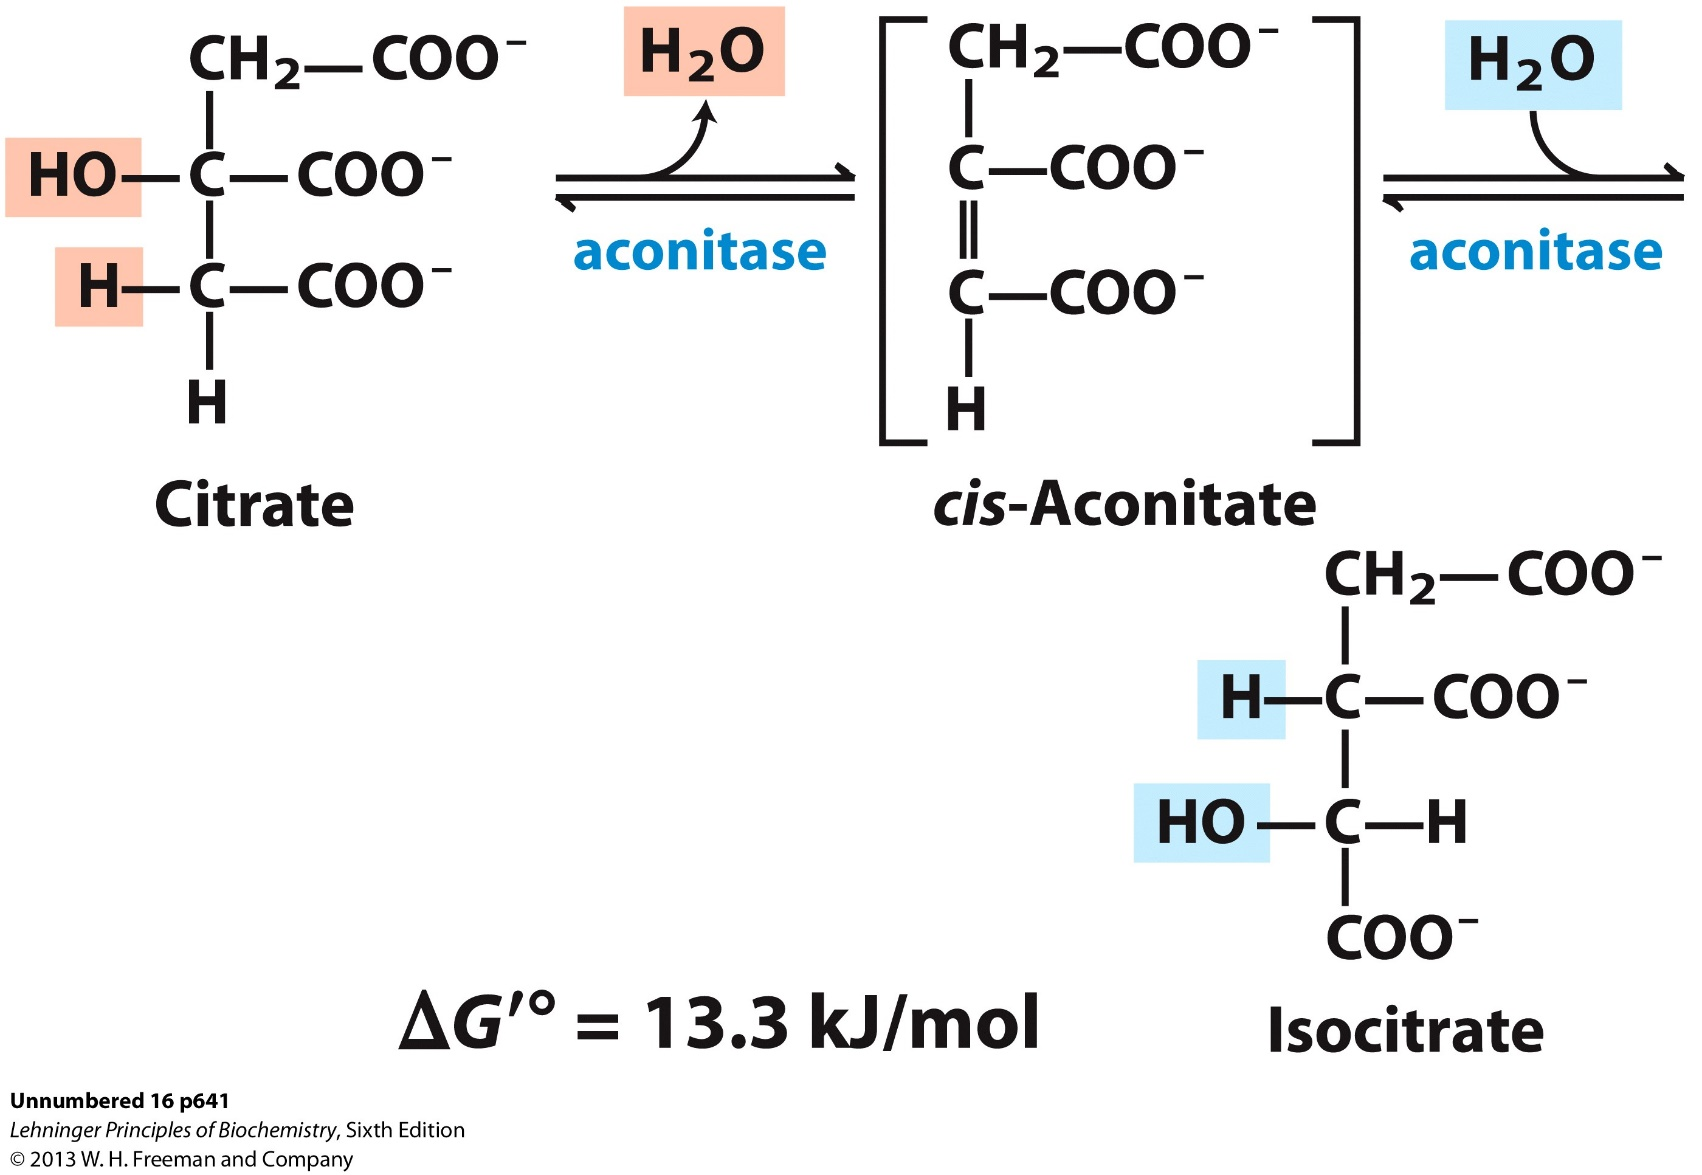 CH₂—COO⁻
HO—C—COO⁻
H—C—COO⁻
H
Citrate
H₂O
aconitase
CH₂—COO⁻
C—COO⁻
C—COO⁻
H
cis-Aconitate
H₂O
aconitase
CH₂—COO⁻
H—C—COO⁻
HO—C—H
COO⁻
Isocitrate
ΔG′° = 13.3 kJ/mol
Unnumbered 16 p641
Lehninger Principles of Biochemistry, Sixth Edition
© 2013 W. H. Freeman and Company